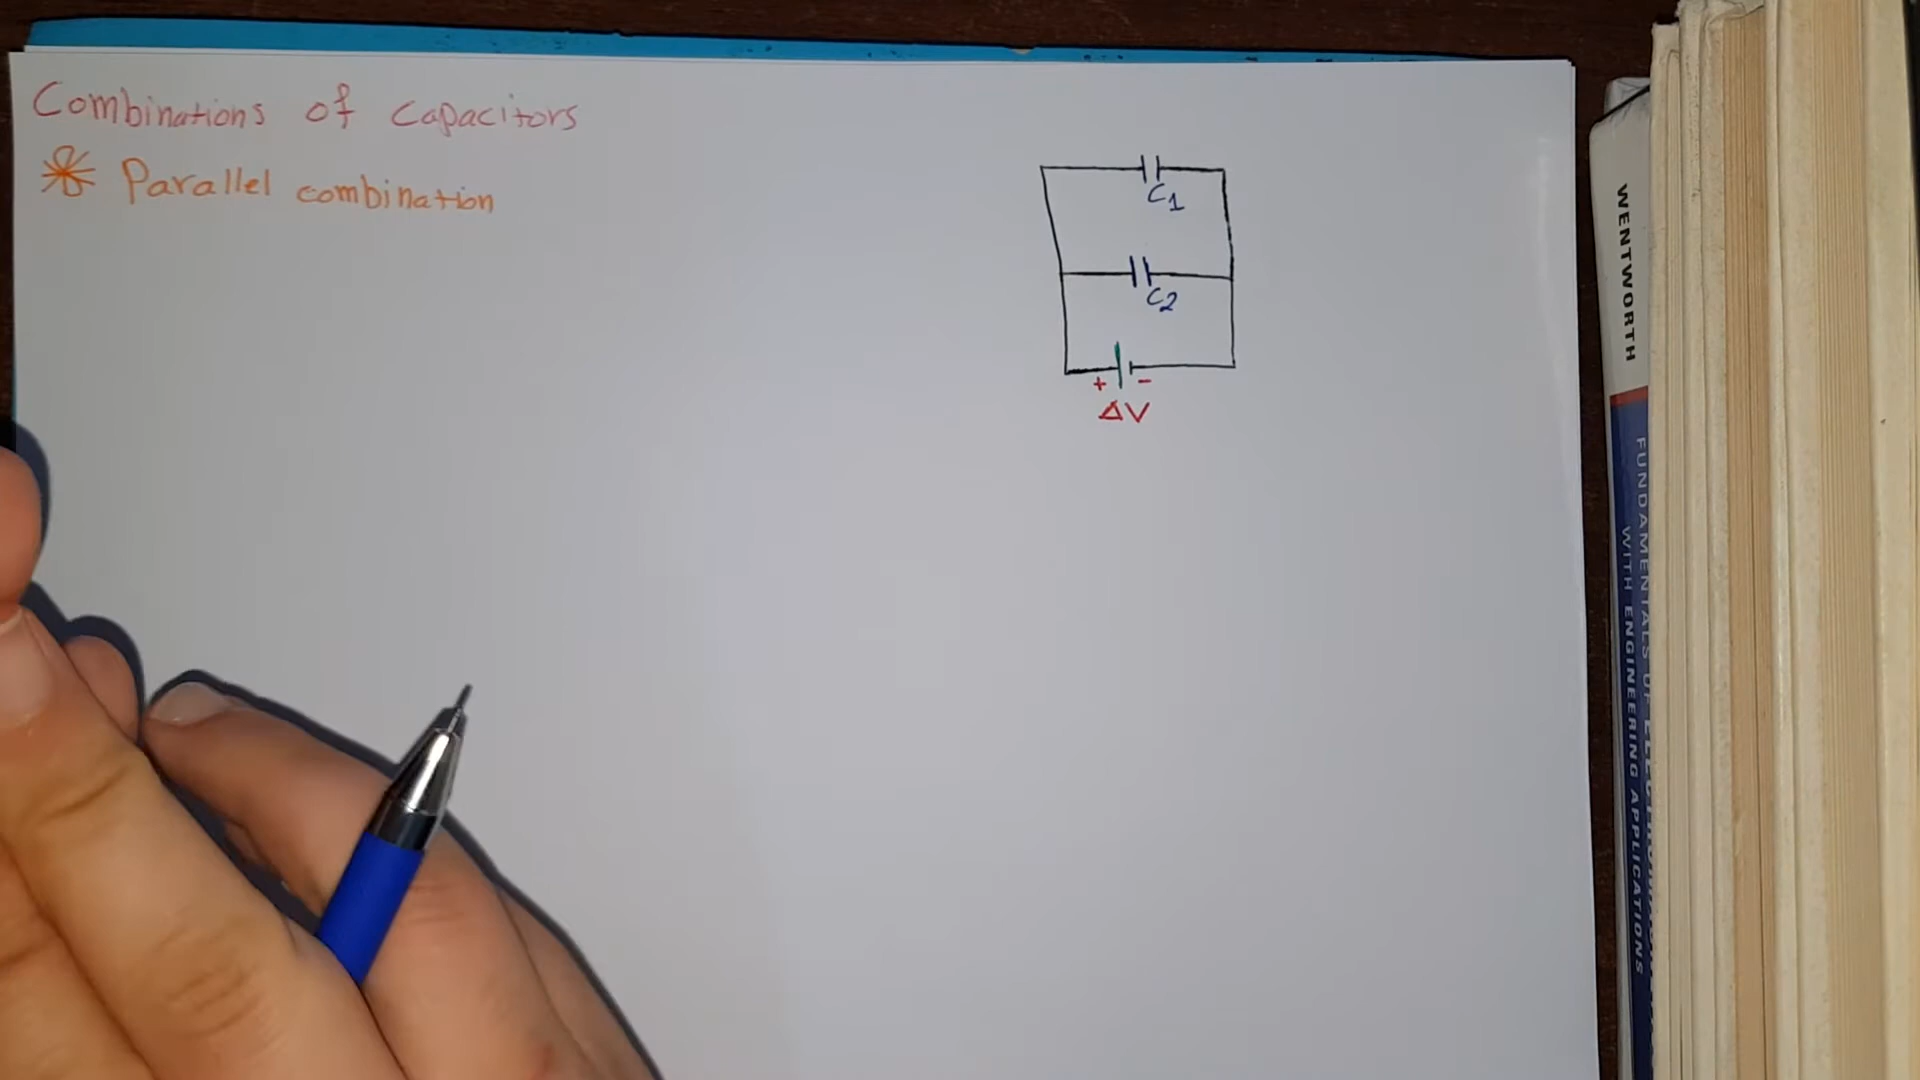 Combinations of Capacitors
Parallel combination
C1
C2
+ -
ΔV
WENTWORTH
FUNDAMENTALS OF
WITH ENGINEERING APPLICATIONS